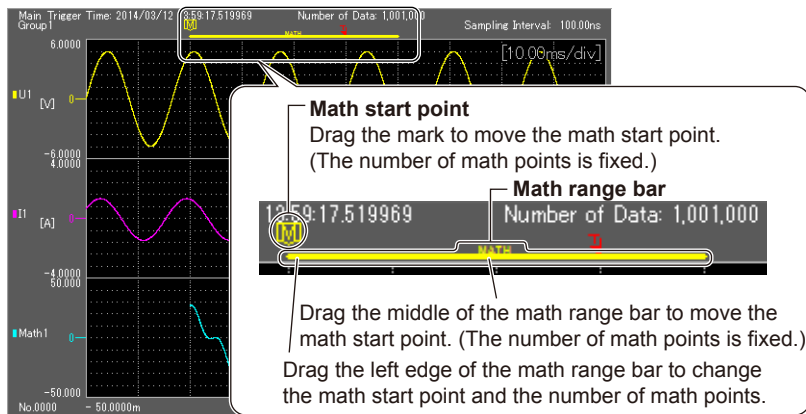 Main Trigger Time: 2014/03/12 13:59:17.519969 Number of Data: 1,001,000
Group1 Sampling Interval: 100.00ns
M MATH
[10.00ms/div]
6.0000
U1 [V] 0
-6.0000
4.0000
I1 [A] 0
-4.0000
50.000
Math1 0
-50.000
No.0000 - 50.0000m
Math start point
Drag the mark to move the math start point.
(The number of math points is fixed.)
Math range bar
13:59:17.519969 Number of Data: 1,001,000
M
MATH
Drag the middle of the math range bar to move the
math start point. (The number of math points is fixed.)
Drag the left edge of the math range bar to change
the math start point and the number of math points.